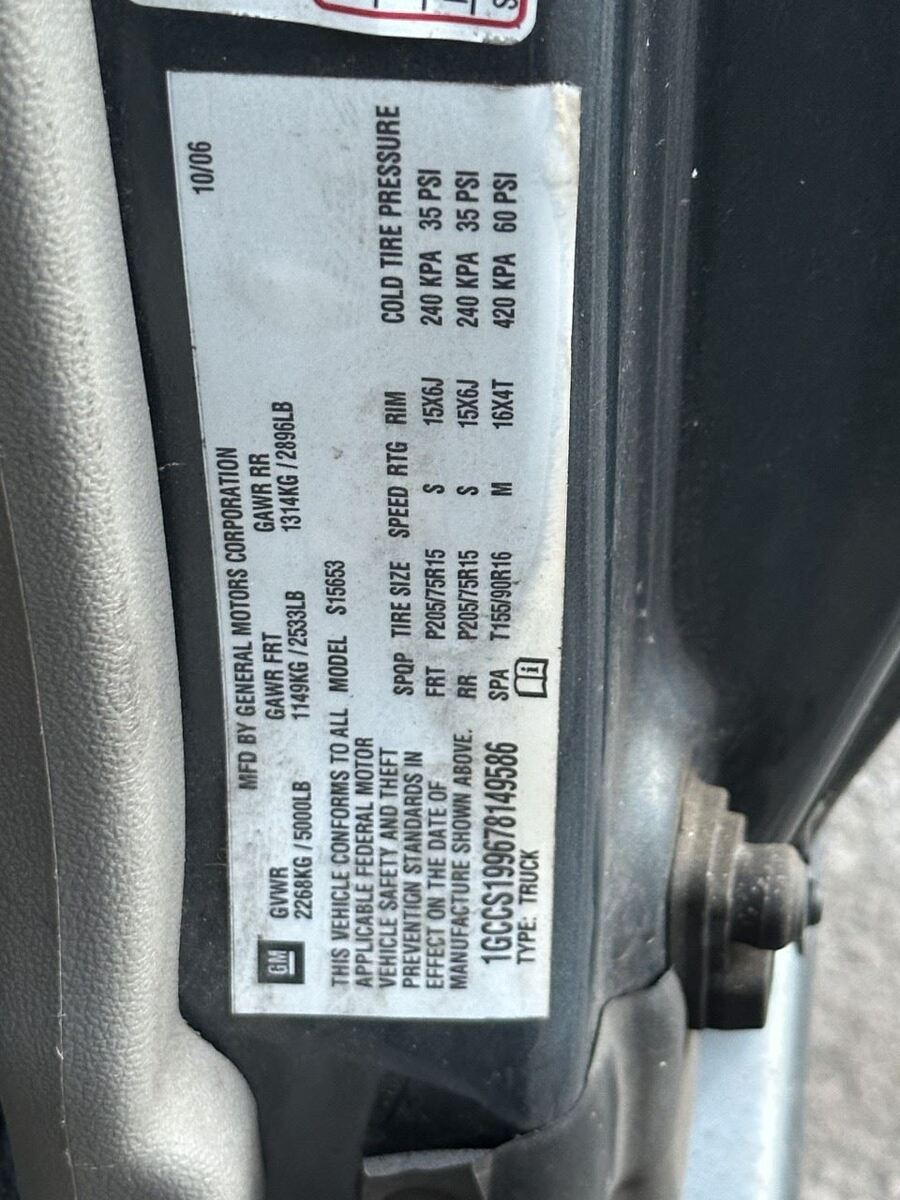 10/06
MFD BY GENERAL MOTORS CORPORATION
GM
GVWR GAWR FRT GAWR RR
2268KG / 5000LB 1149KG / 2533LB 1314KG / 2896LB
THIS VEHICLE CONFORMS TO ALL MODEL S15653
APPLICABLE FEDERAL MOTOR
VEHICLE SAFETY AND THEFT
PREVENTION STANDARDS IN
EFFECT ON THE DATE OF
MANUFACTURE SHOWN ABOVE.
SPQP TIRE SIZE SPEED RTG RIM COLD TIRE PRESSURE
FRT P205/75R15 S 15X6J 240 KPA 35 PSI
RR P205/75R15 S 15X6J 240 KPA 35 PSI
SPA T155/90R16 M 16X4T 420 KPA 60 PSI
1GCCS199678149586
TYPE: TRUCK